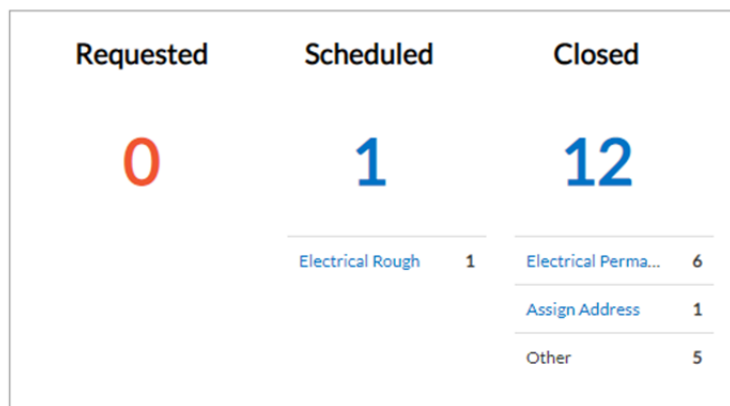 Requested Scheduled Closed
0 1 12
Electrical Rough 1 Electrical Perma... 6
Assign Address 1
Other 5